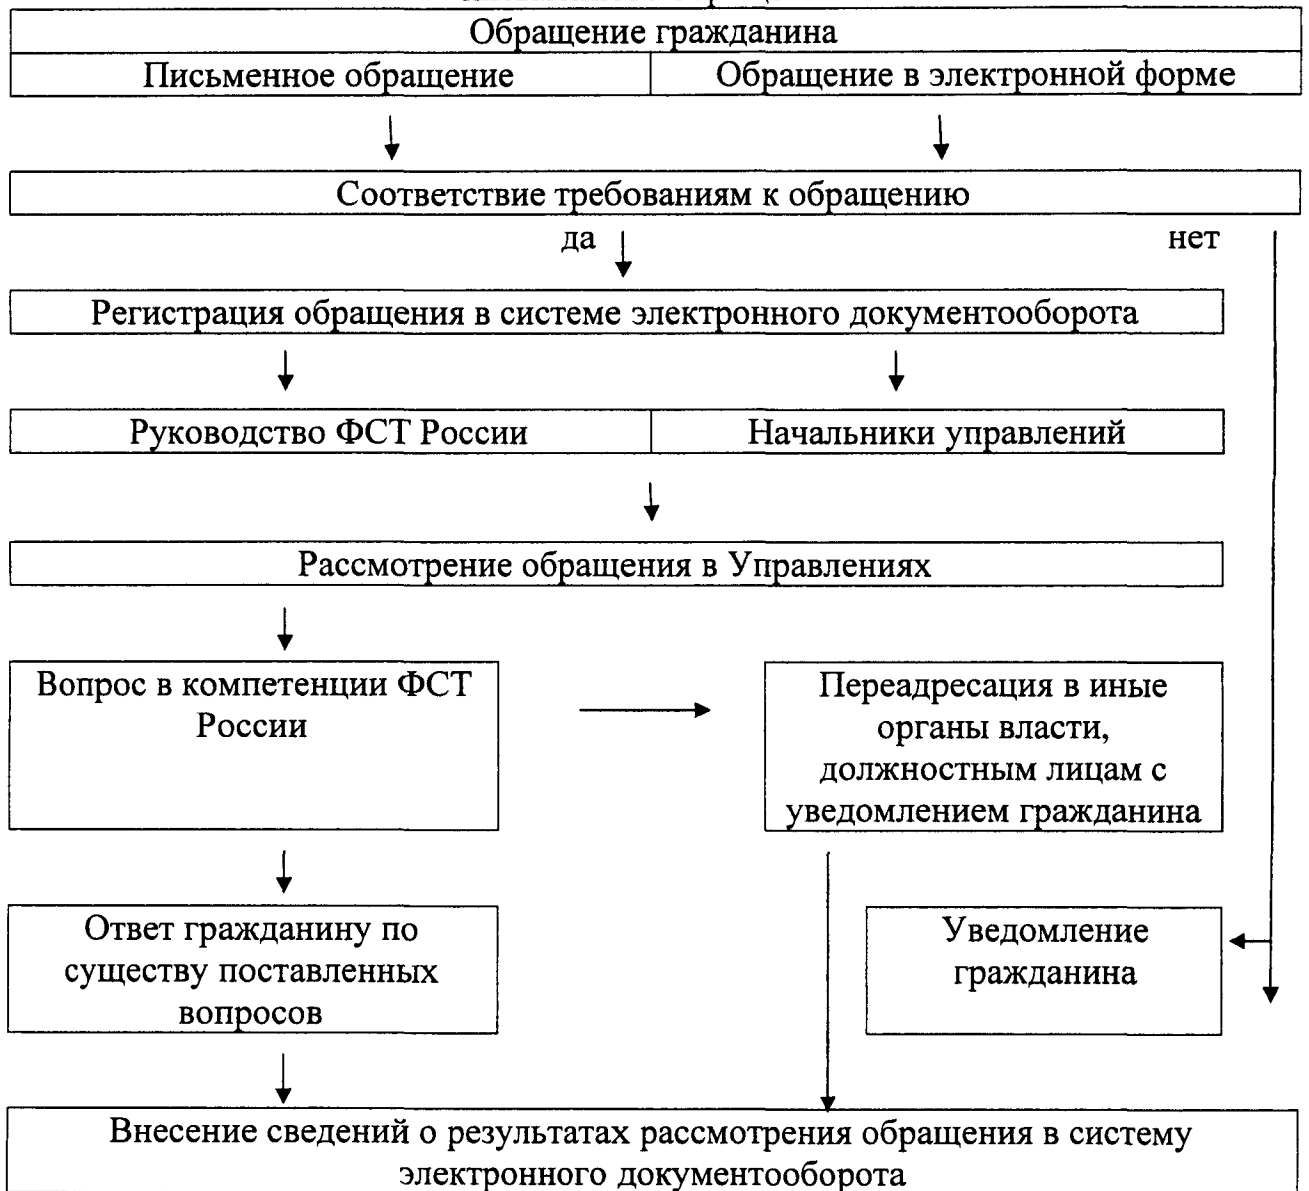 Обращение гражданина
Письменное обращение
Обращение в электронной форме
Соответствие требованиям к обращению
да
нет
Регистрация обращения в системе электронного документооборота
Руководство ФСТ России
Начальники управлений
Рассмотрение обращения в Управлениях
Вопрос в компетенции ФСТ
России
Переадресация в иные
органы власти,
должностным лицам с
уведомлением гражданина
Ответ гражданину по
существу поставленных
вопросов
Уведомление
гражданина
Внесение сведений о результатах рассмотрения обращения в систему
электронного документооборота